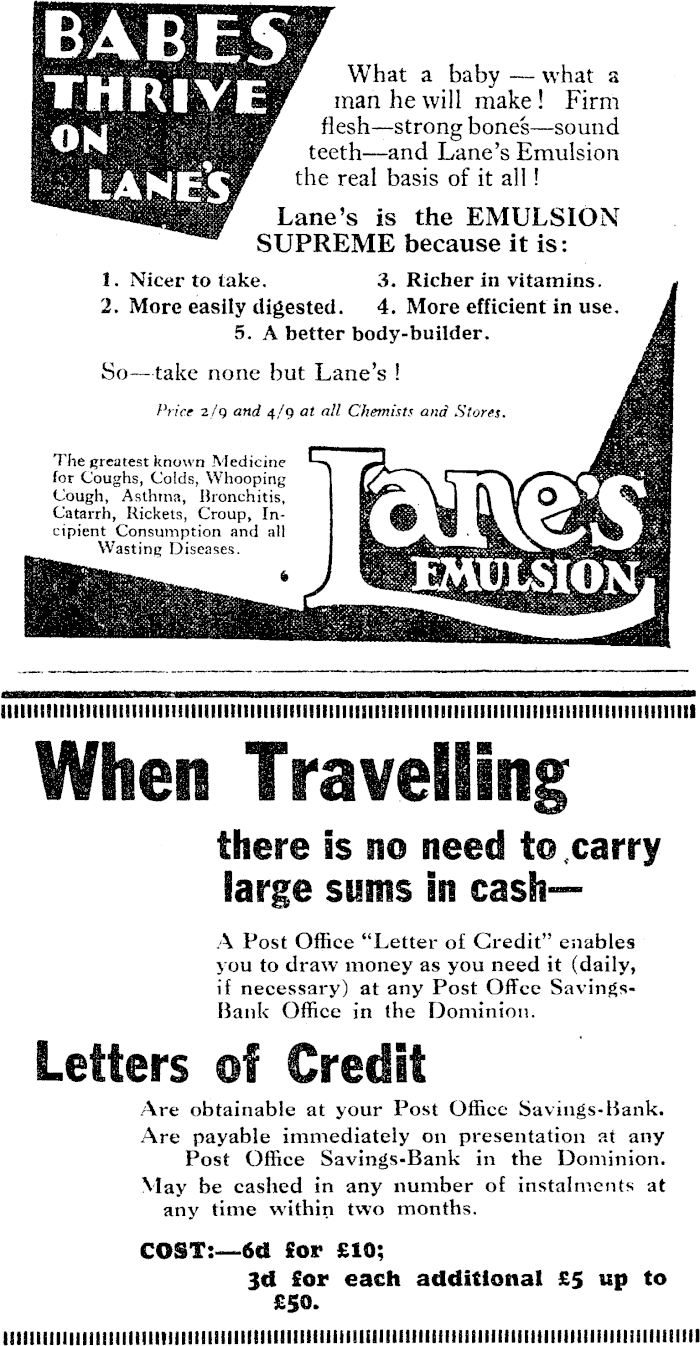 BABES
THRIVE
ON
LANE'S
What a baby — what a
man he will make! Firm
flesh—strong bones—sound
teeth—and Lane's Emulsion
the real basis of it all!
Lane's is the EMULSION
SUPREME because it is:
1. Nicer to take.
2. More easily digested.
3. Richer in vitamins.
4. More efficient in use.
5. A better body-builder.
So—take none but Lane's!
Price 2/9 and 4/9 at all Chemists and Stores.
The greatest known Medicine
for Coughs, Colds, Whooping
Cough, Asthma, Bronchitis,
Catarrh, Rickets, Croup, In-
cipient Consumption and all
Wasting Diseases.
6
Lane's
EMULSION
When Travelling
there is no need to carry
large sums in cash—
A Post Office "Letter of Credit" enables
you to draw money as you need it (daily,
if necessary) at any Post Offce Savings-
Bank Office in the Dominion.
Letters of Credit
Are obtainable at your Post Office Savings-Bank.
Are payable immediately on presentation at any
Post Office Savings-Bank in the Dominion.
May be cashed in any number of instalments at
any time within two months.
COST:—6d for £10;
3d for each additional £5 up to
£50.